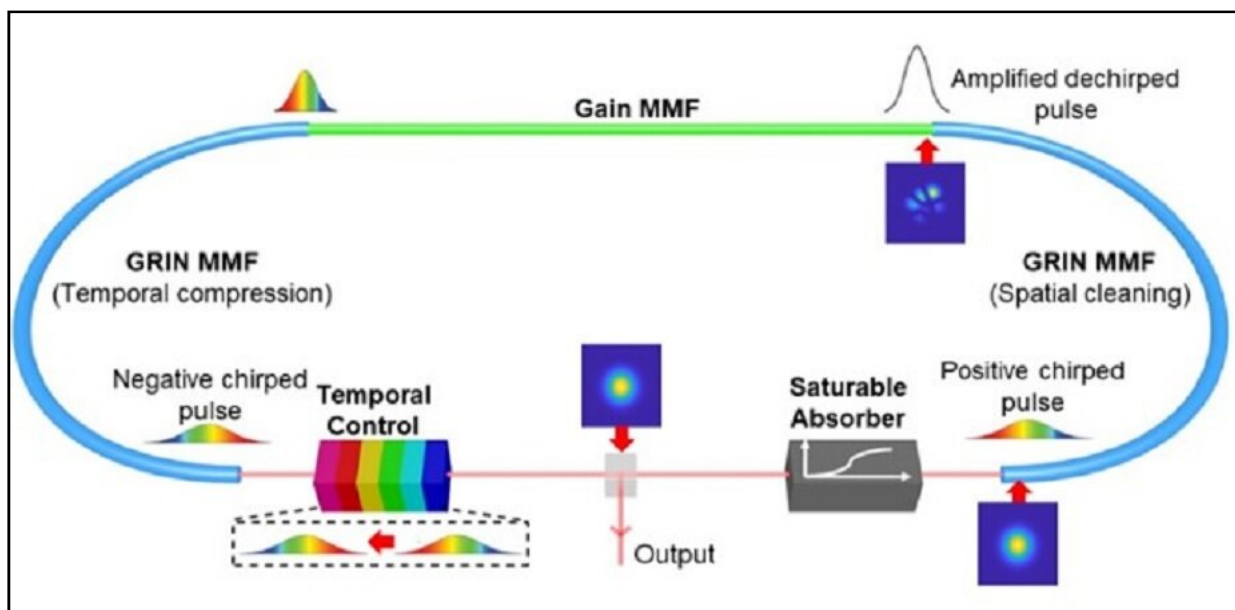 Gain MMF
Amplified dechirped
pulse
GRIN MMF
(Temporal compression)
GRIN MMF
(Spatial cleaning)
Negative chirped
pulse
Temporal
Control
Saturable
Absorber
Positive chirped
pulse
Output